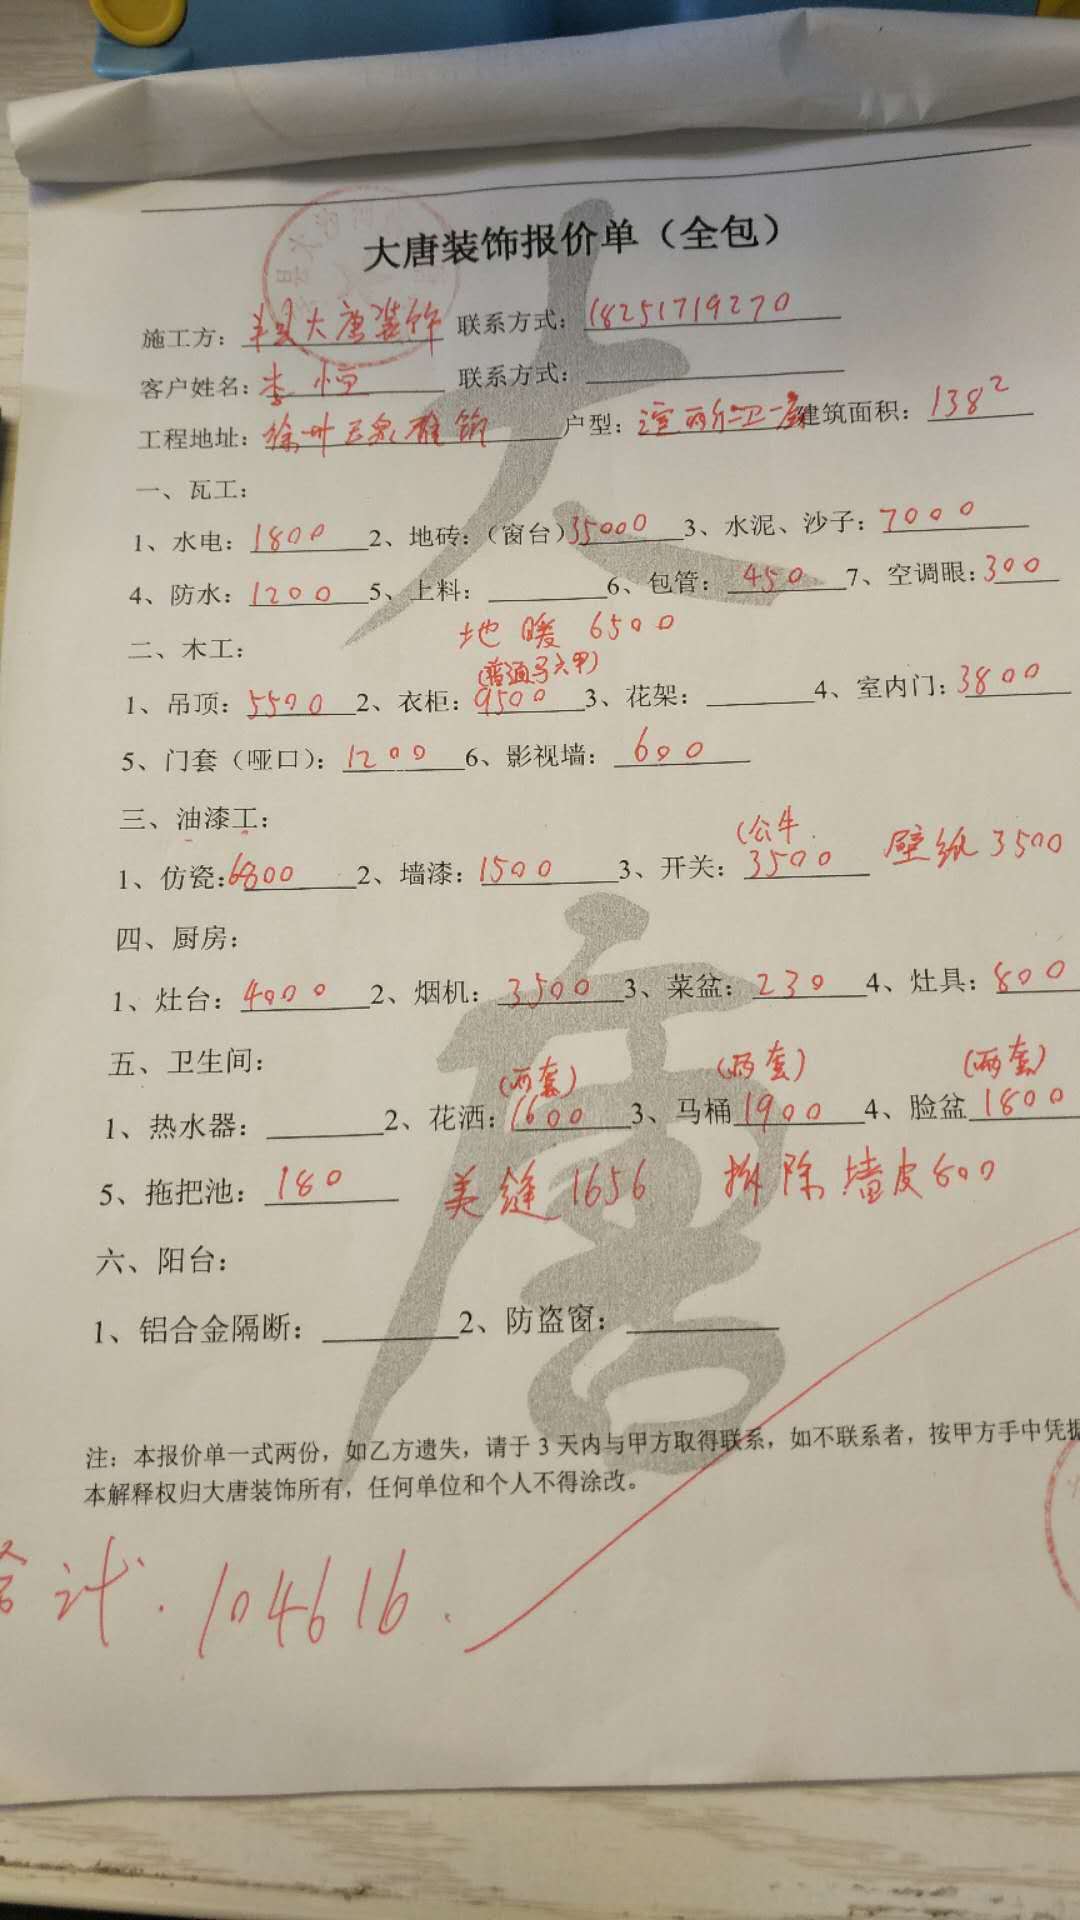 大唐装饰报价单（全包）
施工方：丰县大唐装饰 联系方式：18251719270
客户姓名：李恒 联系方式：
工程地址：徐州玉泉雅筑 户型：厅两卫一 建筑面积：138²
一、瓦工：
1、水电：1800 2、地砖：（窗台）35000 3、水泥、沙子：7000
4、防水：1200 5、上料： 6、包管：450 7、空调眼：300
二、木工： 地暖 6500
（普通马六甲）
1、吊顶：5500 2、衣柜：9500 3、花架： 4、室内门：3800
5、门套（哑口）：1200 6、影视墙：600
三、油漆工：
（公牛
1、仿瓷：6800 2、墙漆：1500 3、开关：3500 壁纸 3500
四、厨房：
1、灶台：4000 2、烟机：3500 3、菜盆：230 4、灶具：800
五、卫生间：
（两套） （两套） （两套）
1、热水器： 2、花洒：1600 3、马桶 1900 4、脸盆 1800
5、拖把池：180 美缝 1656 拆除墙皮 800
六、阳台：
1、铝合金隔断： 2、防盗窗：
注：本报价单一式两份，如乙方遗失，请于 3 天内与甲方取得联系，如不联系者，按甲方手中凭据
本解释权归大唐装饰所有，任何单位和个人不得涂改。
合计．104616．